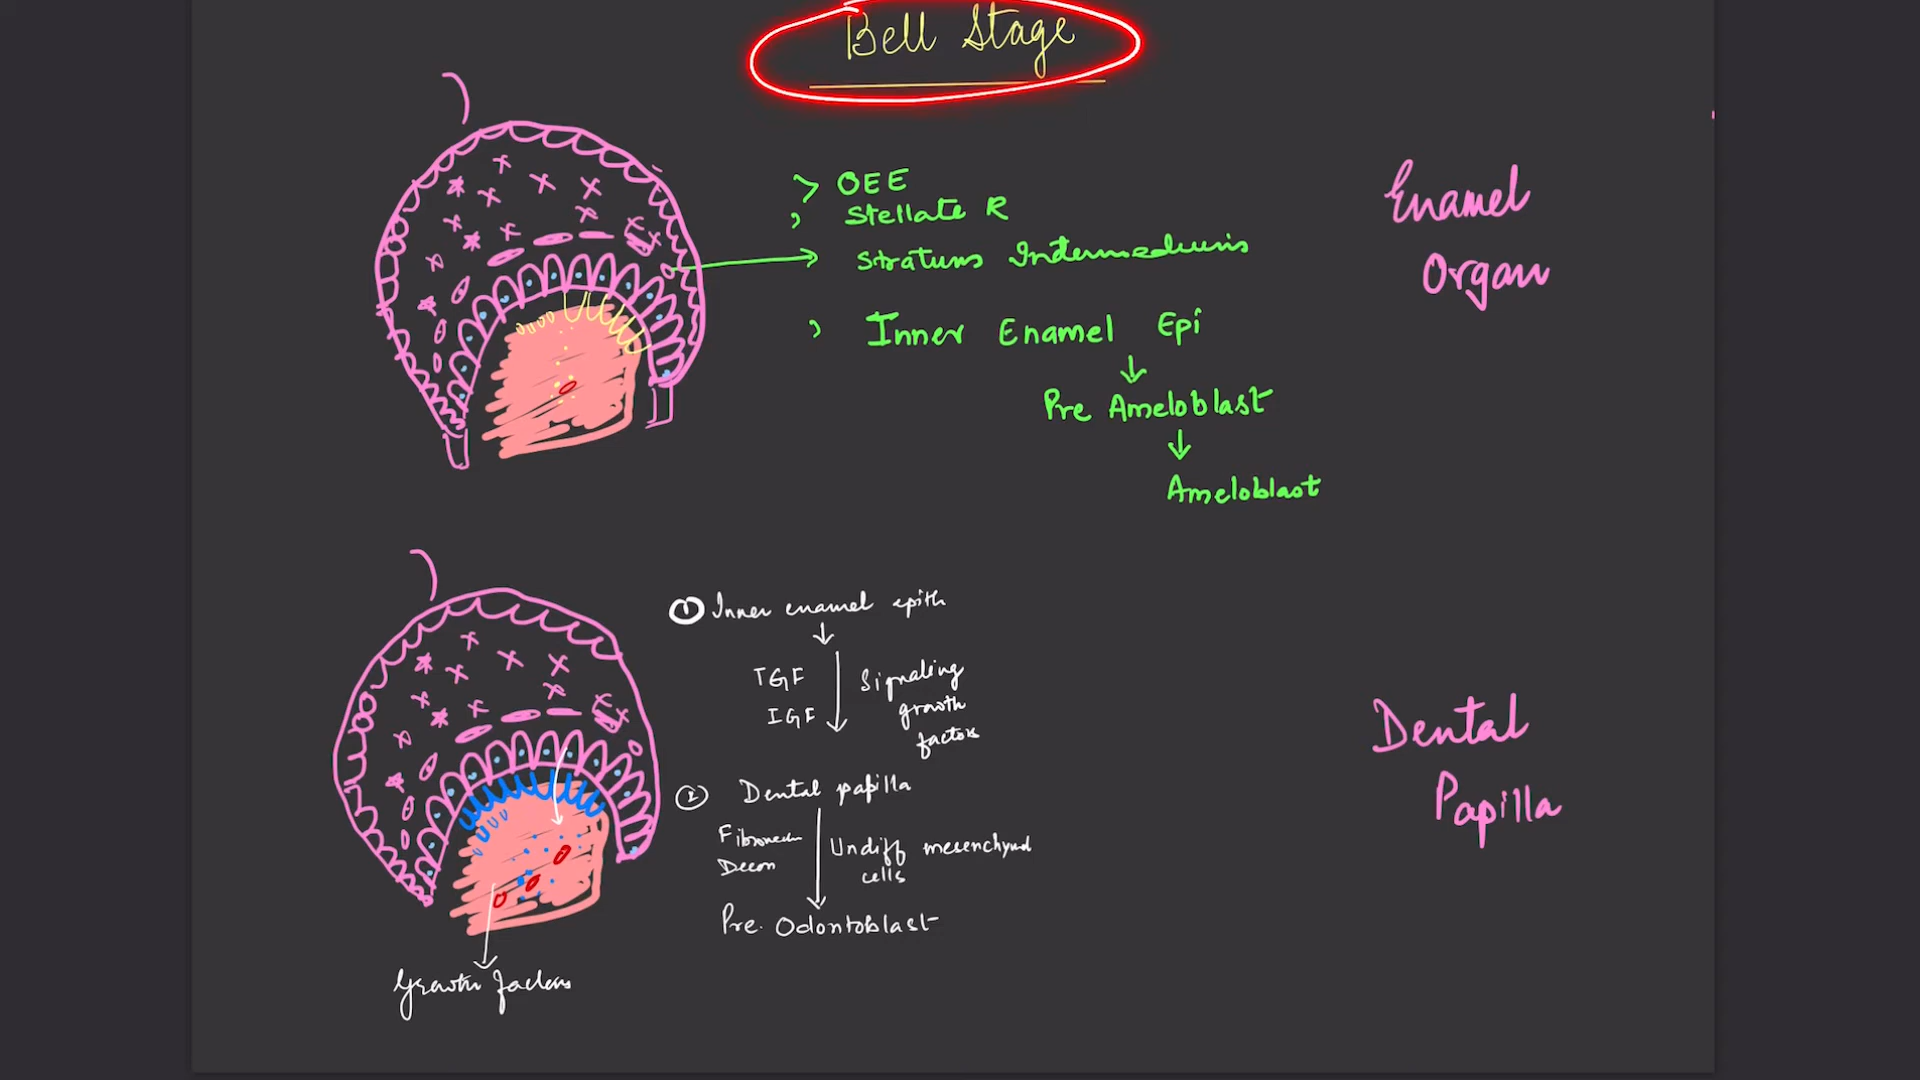 Bell Stage
> OEE
Stellate R
Stratum Intermedium
Inner Enamel Epi
Pre Ameloblast
Ameloblast
Enamel
Organ
① Inner enamel epith
TGF
IGF
Signaling
growth
factors
② Dental papilla
Undiff mesenchymal
cells
Pre. Odontoblast
Growth factors
Dental
Papilla